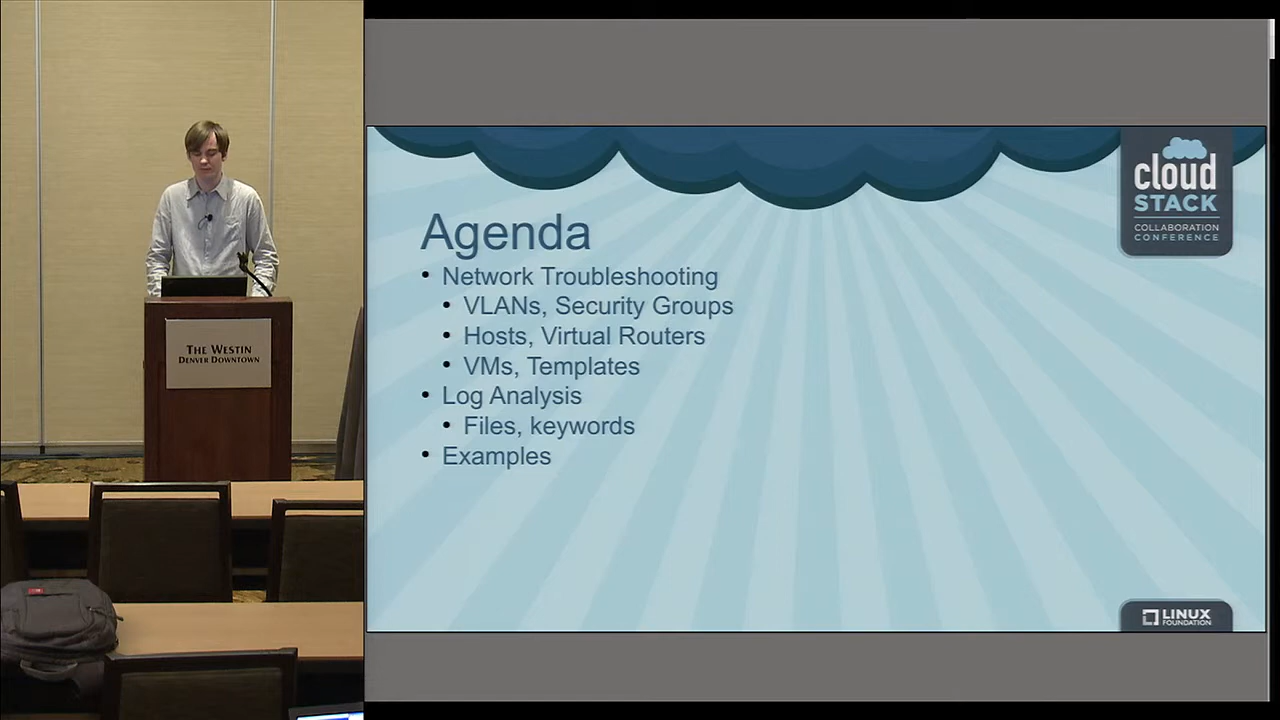 THE WESTIN
DENVER DOWNTOWN
cloud
STACK
COLLABORATION
CONFERENCE
Agenda
• Network Troubleshooting
• VLANs, Security Groups
• Hosts, Virtual Routers
• VMs, Templates
• Log Analysis
• Files, keywords
• Examples
LINUX
FOUNDATION